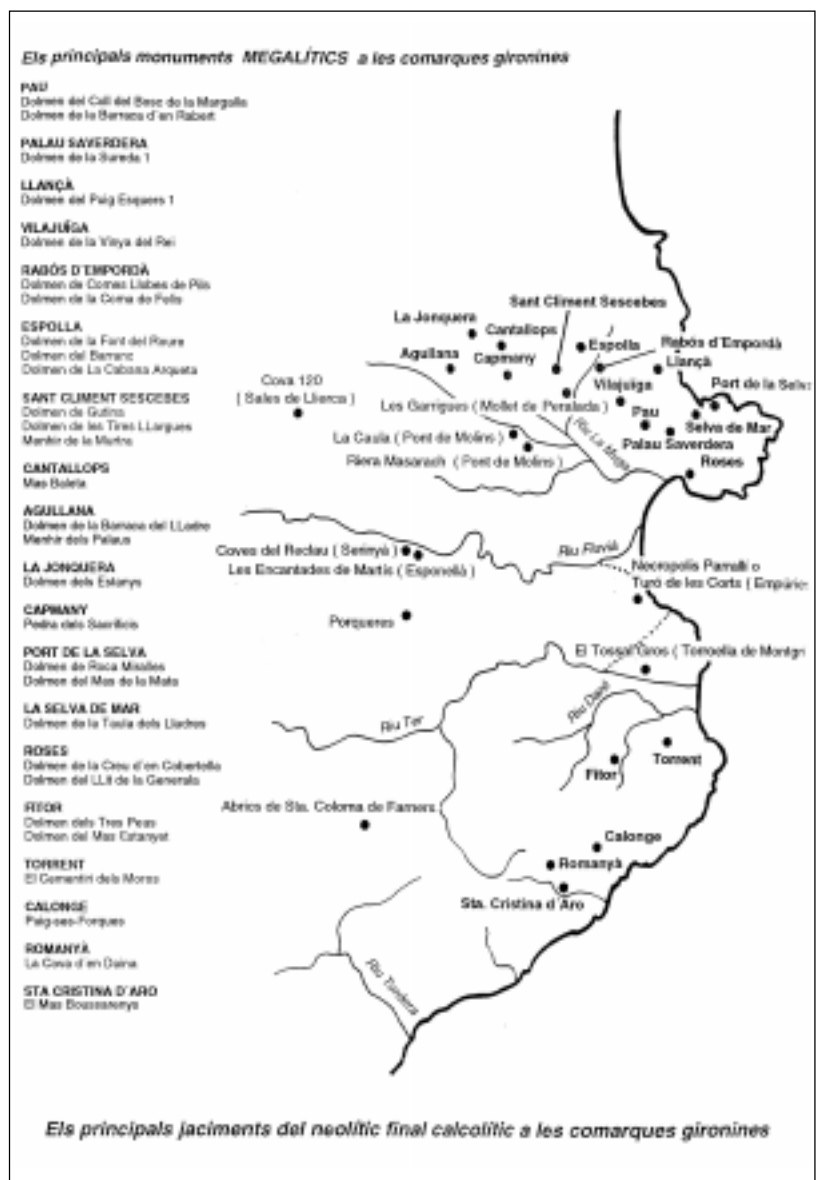 Els principals monuments MEGALÍTICS a les comarques gironines
PAU
Dolmen del Coll del Bosc de la Margalla
Dolmen de la Barraca d'en Rabert
PALAU SAVERDERA
Dolmen de la Sureda 1
LLANÇÀ
Dolmen del Puig Esquers 1
VILAJUÏGA
Dolmen de la Vinya del Rei
RABÓS D'EMPORDÀ
Dolmen de Comes Llobes de Pils
Dolmen de la Coma de Felis
ESPOLLA
Dolmen de la Font del Roure
Dolmen del Barranc
Dolmen de La Cabana Arqueta
SANT CLIMENT SESCEBES
Dolmen de Gutina
Dolmen de les Tires LLargues
Menhir de la Murtra
CANTALLOPS
Mas Baleta
AGULLANA
Dolmen de la Barraca del LLadre
Menhir dels Palaus
LA JONQUERA
Dolmen dels Estanys
CAPMANY
Pedra dels Sacrificis
PORT DE LA SELVA
Dolmen de Roca Miralles
Dolmen del Mas de la Mata
LA SELVA DE MAR
Dolmen de la Taula dels Lladres
ROSES
Dolmen de la Creu d'en Cobertella
Dolmen del LLit de la Generala
FITOR
Dolmen dels Tres Peus
Dolmen del Mas Estanyet
TORRENT
El Cementiri dels Moros
CALONGE
Puig-ses-Forques
ROMANYÀ
La Cova d'en Daina
STA CRISTINA D'ARO
El Mas Bousarenys
Sant Climent Sescebes
La Jonquera
Cantallops
Espolla
Rabós d'Empordà
Agullana
Capmany
Llançà
Cova 120
( Sales de Llierca )
Vilajuïga
Port de la Selva
Les Garrigues ( Mollet de Peralada )
Pau
Selva de Mar
La Caula ( Pont de Molins )
Riu La Muga
Palau Saverdera
Riera Masarach ( Pont de Molins )
Roses
Coves del Reclau ( Serinyà )
Riu Fluvià
Les Encantades de Martis ( Esponellà )
Necropolis Parrallí o
Turó de les Corts ( Empúries
Porqueres
El Tossal Gros ( Torroella de Montgri
Riu Ter
Riu Daró
Fitor
Torrent
Abrics de Sta. Coloma de Farners
Calonge
Romanyà
Sta. Cristina d'Aro
Riu Tordera
Els principals jaciments del neolític final calcolític a les comarques gironines